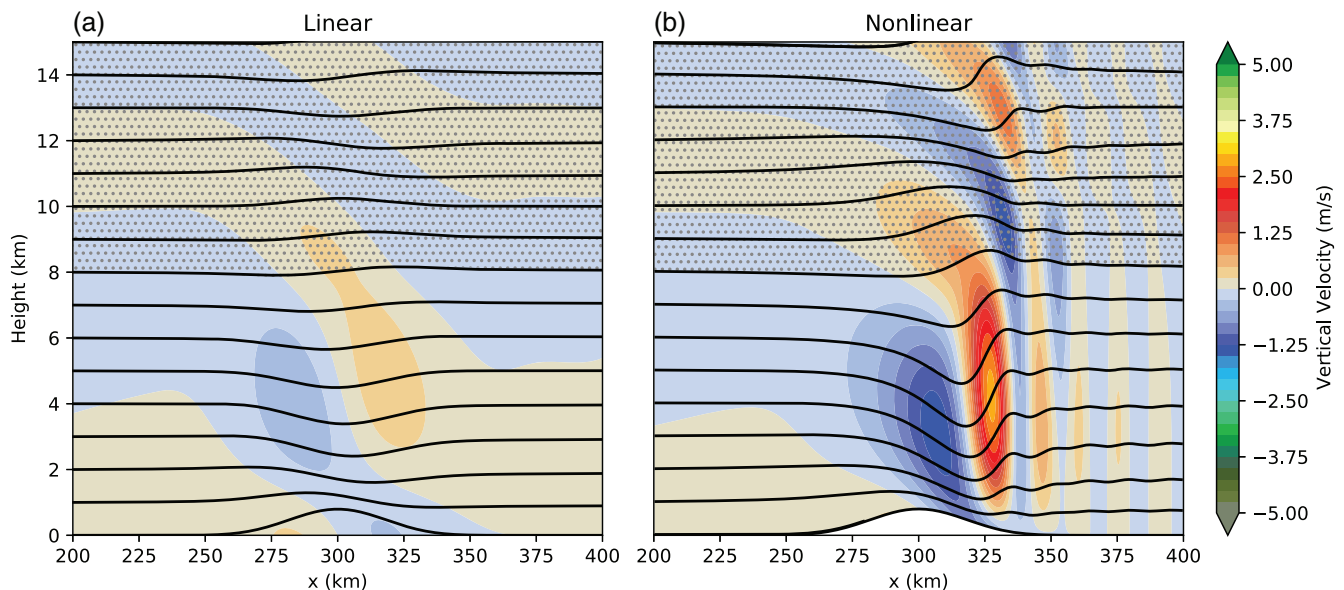 (a) Linear
(b) Nonlinear
Height (km)
14
12
10
8
6
4
2
0
200 225 250 275 300 325 350 375 400
x (km)
200 225 250 275 300 325 350 375 400
x (km)
5.00
3.75
2.50
1.25
0.00
−1.25
−2.50
−3.75
−5.00
Vertical Velocity (m/s)